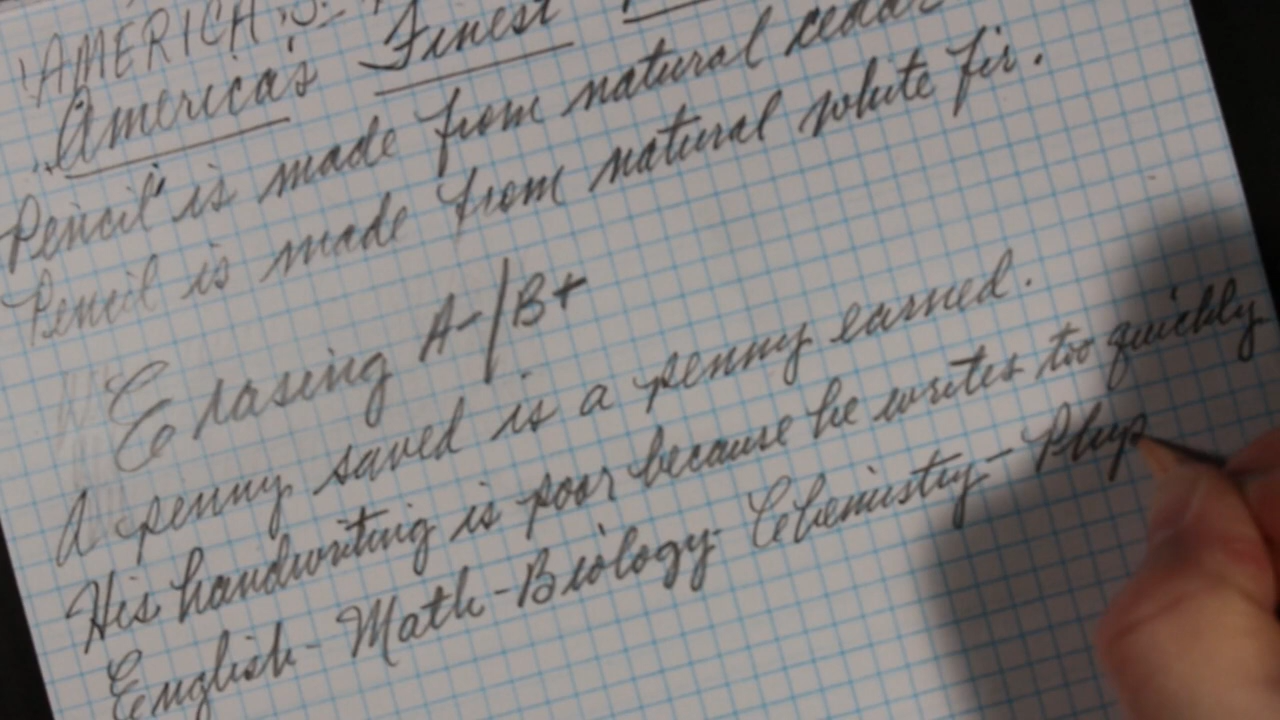 AMERICA'S
America's Finest
Pencil is made from natural cedar
Pencil is made from natural white fir.
Erasing A-/B+
A penny saved is a penny earned.
His handwriting is poor because he writes too quickly
English - Math - Biology - Chemistry - Phys